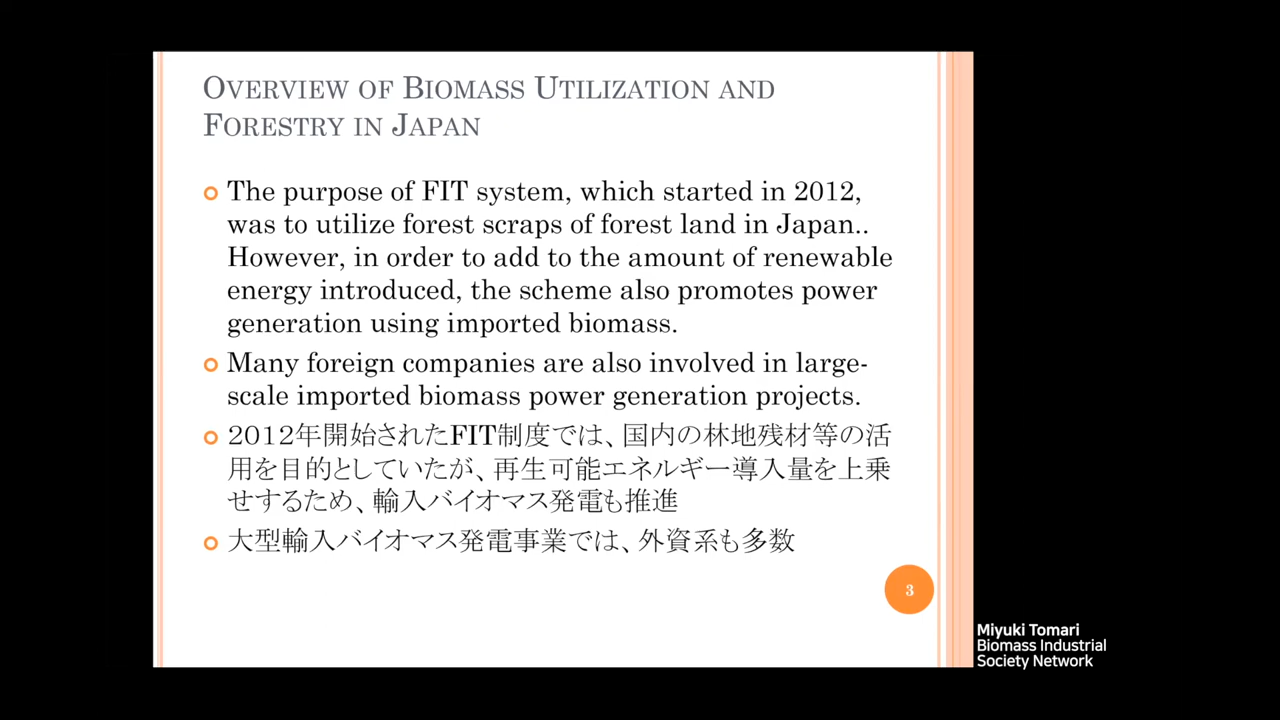 OVERVIEW OF BIOMASS UTILIZATION AND
FORESTRY IN JAPAN
The purpose of FIT system, which started in 2012,
was to utilize forest scraps of forest land in Japan..
However, in order to add to the amount of renewable
energy introduced, the scheme also promotes power
generation using imported biomass.
Many foreign companies are also involved in large-
scale imported biomass power generation projects.
2012年開始されたFIT制度では、国内の林地残材等の活
用を目的としていたが、再生可能エネルギー導入量を上乗
せするため、輸入バイオマス発電も推進
大型輸入バイオマス発電事業では、外資系も多数
3
Miyuki Tomari
Biomass Industrial
Society Network